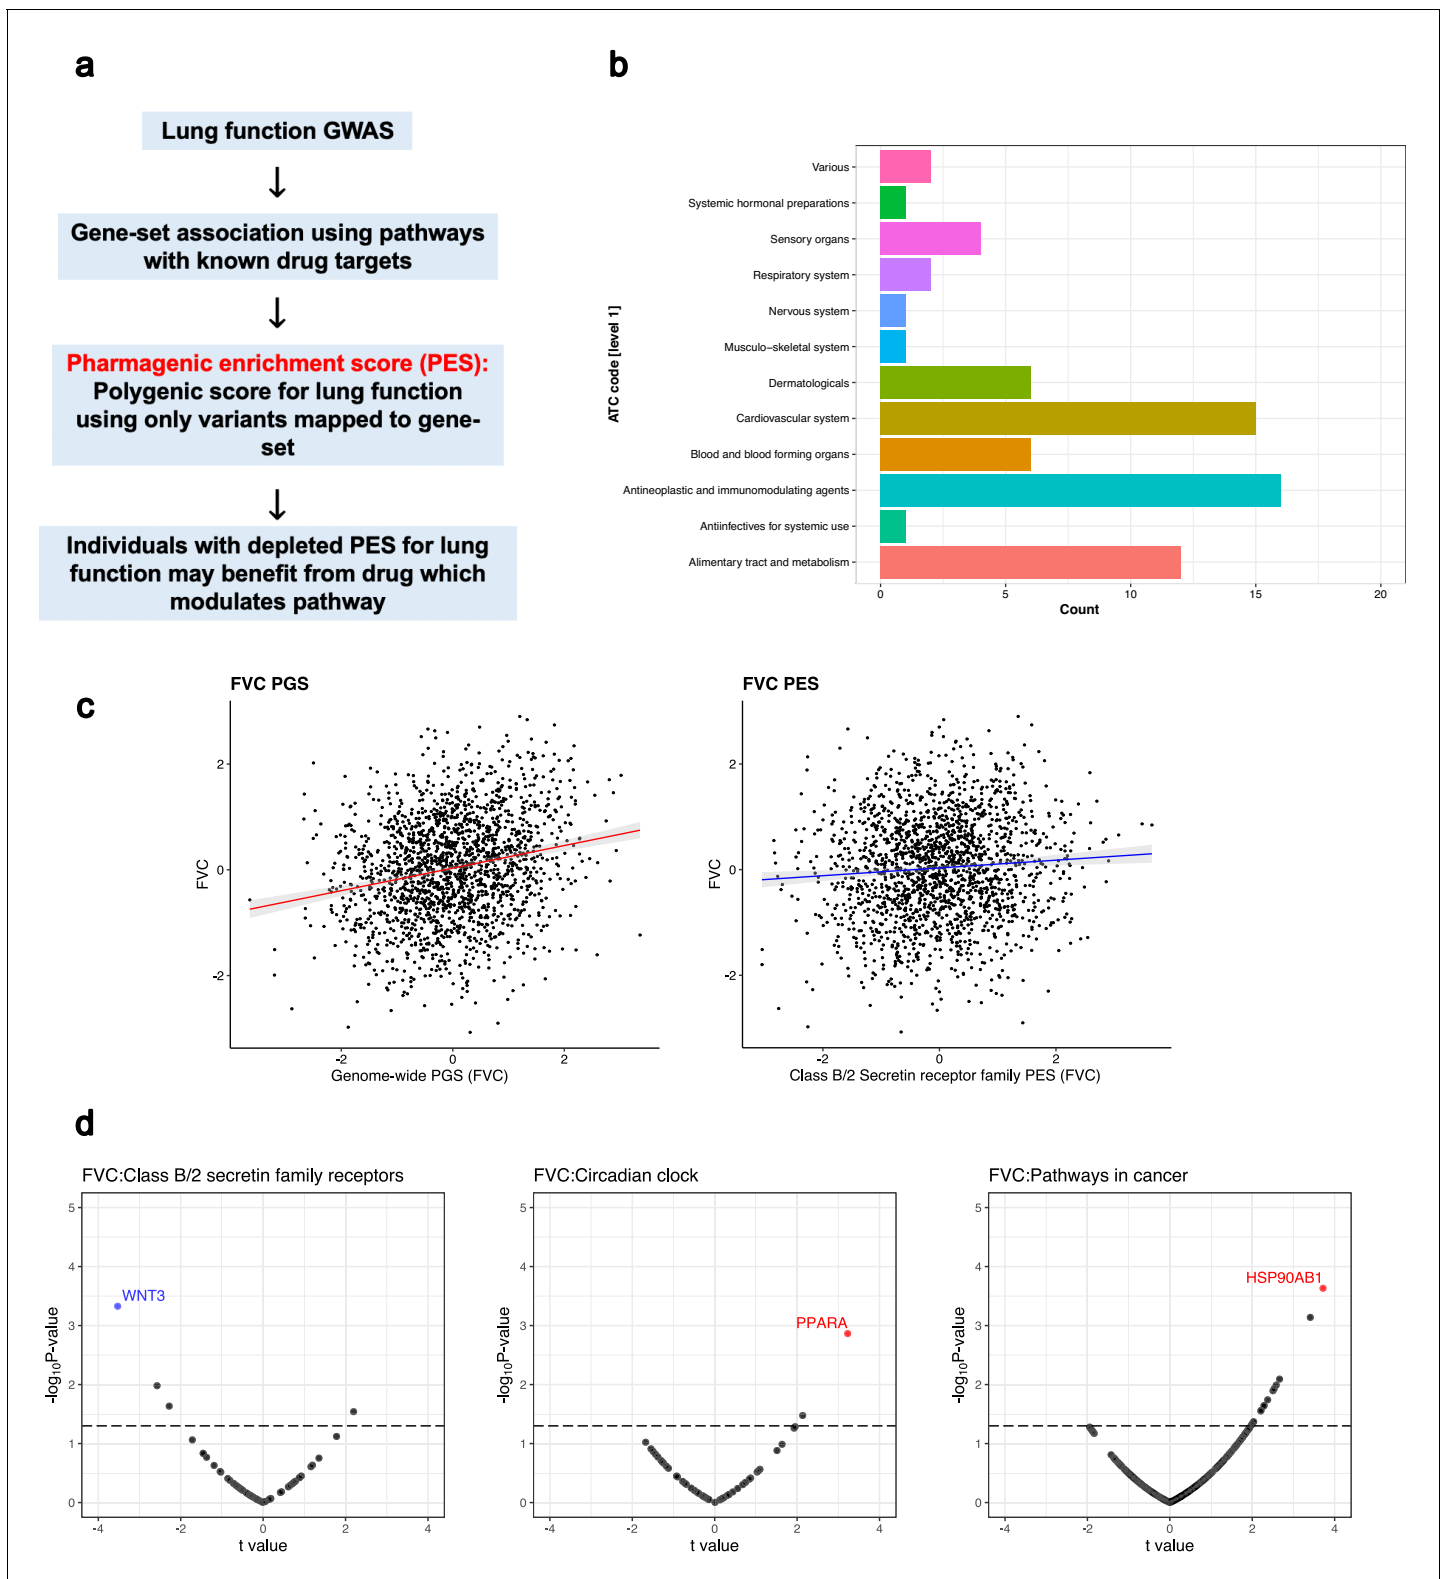 a
Lung function GWAS
↓
Gene-set association using pathways
with known drug targets
↓
Pharmagenic enrichment score (PES):
Polygenic score for lung function
using only variants mapped to gene-
set
↓
Individuals with depleted PES for lung
function may benefit from drug which
modulates pathway
b
ATC code [level 1]
Various
Systemic hormonal preparations
Sensory organs
Respiratory system
Nervous system
Musculo-skeletal system
Dermatologicals
Cardiovascular system
Blood and blood forming organs
Antineoplastic and immunomodulating agents
Antiinfectives for systemic use
Alimentary tract and metabolism
0 5 10 15 20
Count
c
FVC PGS
FVC
2
0
-2
-2 0 2
Genome-wide PGS (FVC)
FVC PES
FVC
2
0
-2
-2 0 2
Class B/2 Secretin receptor family PES (FVC)
d
FVC:Class B/2 secretin family receptors
-log10P-value
5
4
3
2
1
0
WNT3
-4 -2 0 2 4
t value
FVC:Circadian clock
-log10P-value
5
4
3
2
1
0
PPARA
-4 -2 0 2 4
t value
FVC:Pathways in cancer
-log10P-value
5
4
3
2
1
0
HSP90AB1
-4 -2 0 2 4
t value